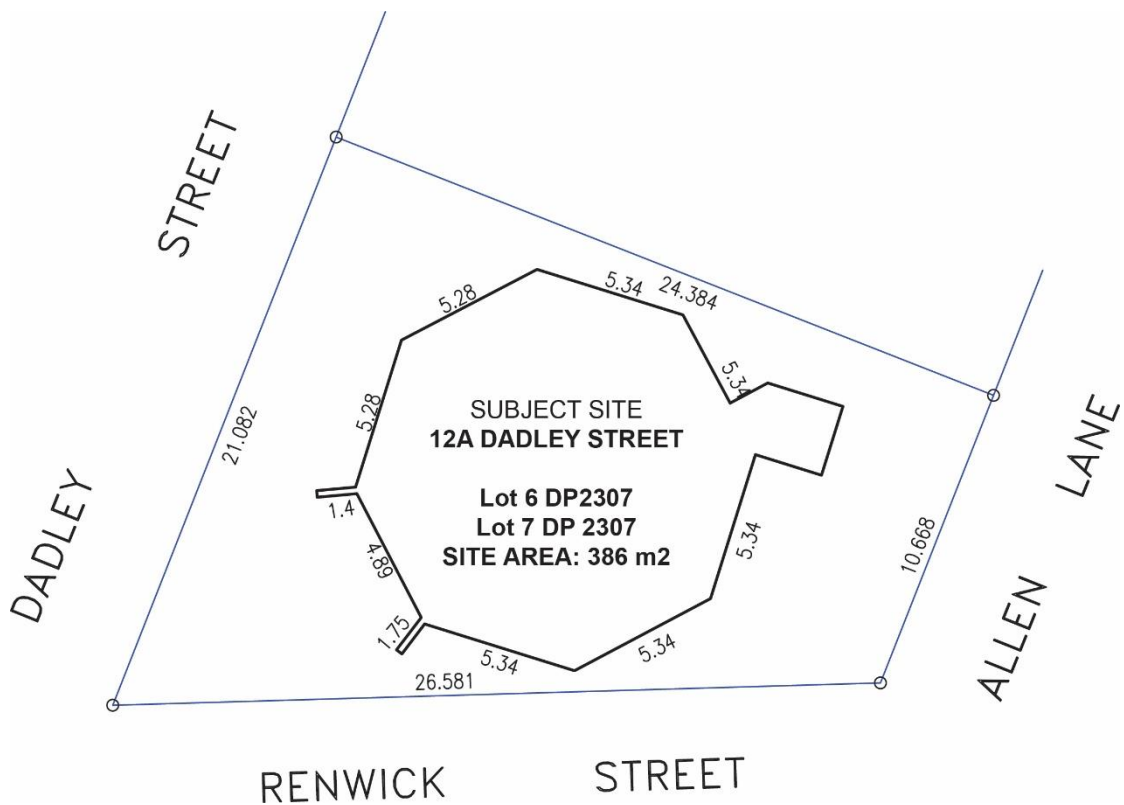 STREET
DADLEY
21.082
5.28
5.34
24.384
5.28
5.34
SUBJECT SITE
12A DADLEY STREET
Lot 6 DP2307
Lot 7 DP 2307
SITE AREA: 386 m2
1.4
4.89
5.34
1.75
5.34
5.34
26.581
10.668
LANE
ALLEN
RENWICK STREET